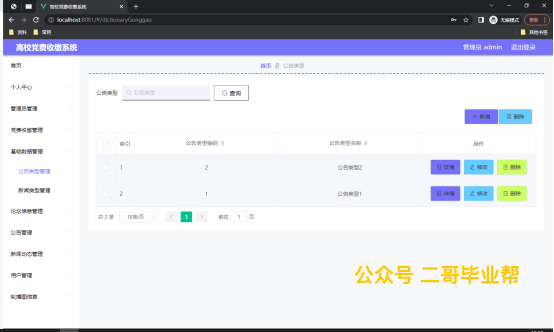 高校党费收缴系统
localhost:8081/#/dictionaryGonggao
无痕模式
更新
资料 常用
其他书签
高校党费收缴系统
管理员 admin 退出登录
首页
首页 公告类型
个人中心
公告类型 公告类型 查询
管理员管理
新增 删除
党费收缴管理
基础数据管理
索引 公告类型编码 公告类型名称 操作
公告类型管理
1 2 公告类型2 详情 修改 删除
新闻类型管理
2 1 公告类型1 详情 修改 删除
论坛信息管理
共 2 条 10条/页 1 前往 1 页
公告管理
新闻动态管理
用户管理
轮播图信息
公众号 二哥毕业帮